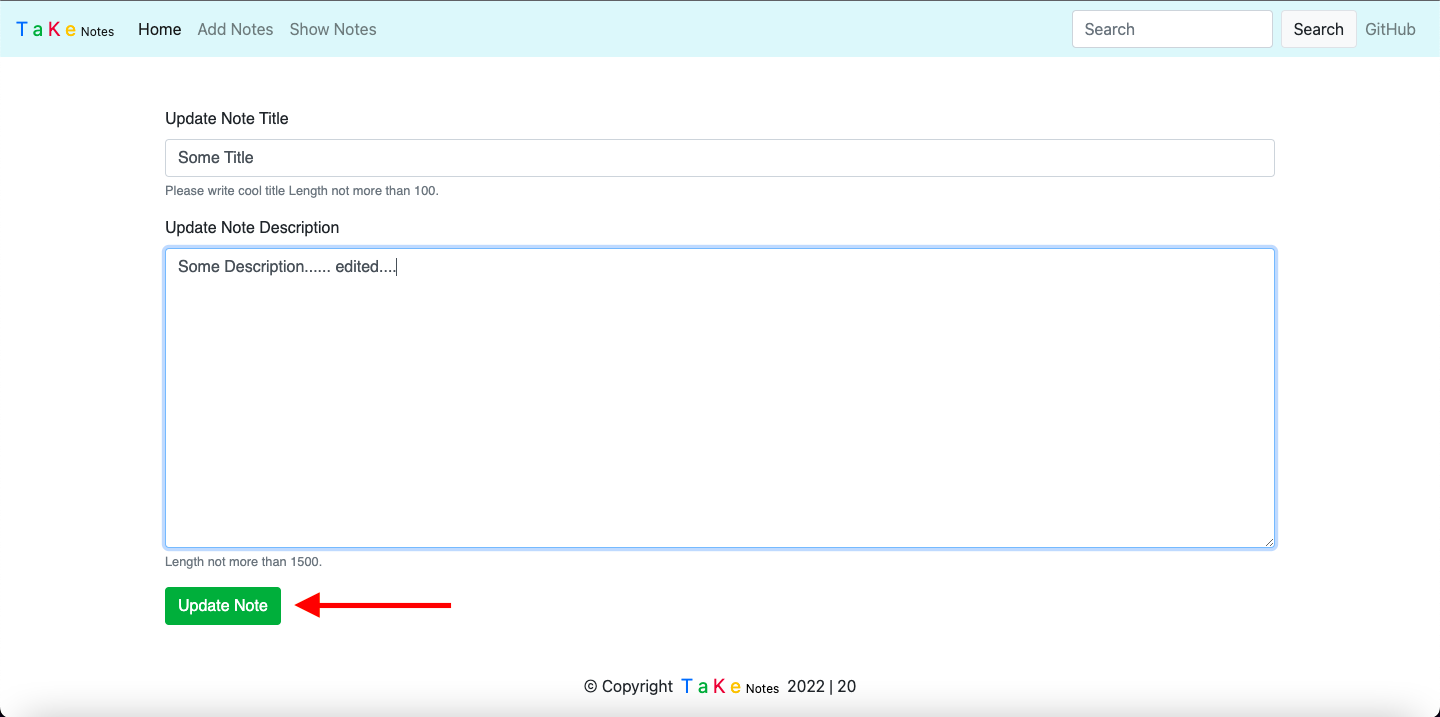 T a K e Notes Home Add Notes Show Notes Search Search GitHub
Update Note Title
Some Title
Please write cool title Length not more than 100.
Update Note Description
Some Description...... edited....
Length not more than 1500.
Update Note
© Copyright T a K e Notes 2022 | 20